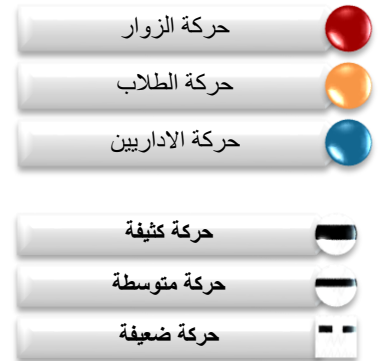 حركة الزوار
حركة الطلاب
حركة الاداريين
حركة كثيفة
حركة متوسطة
حركة ضعيفة